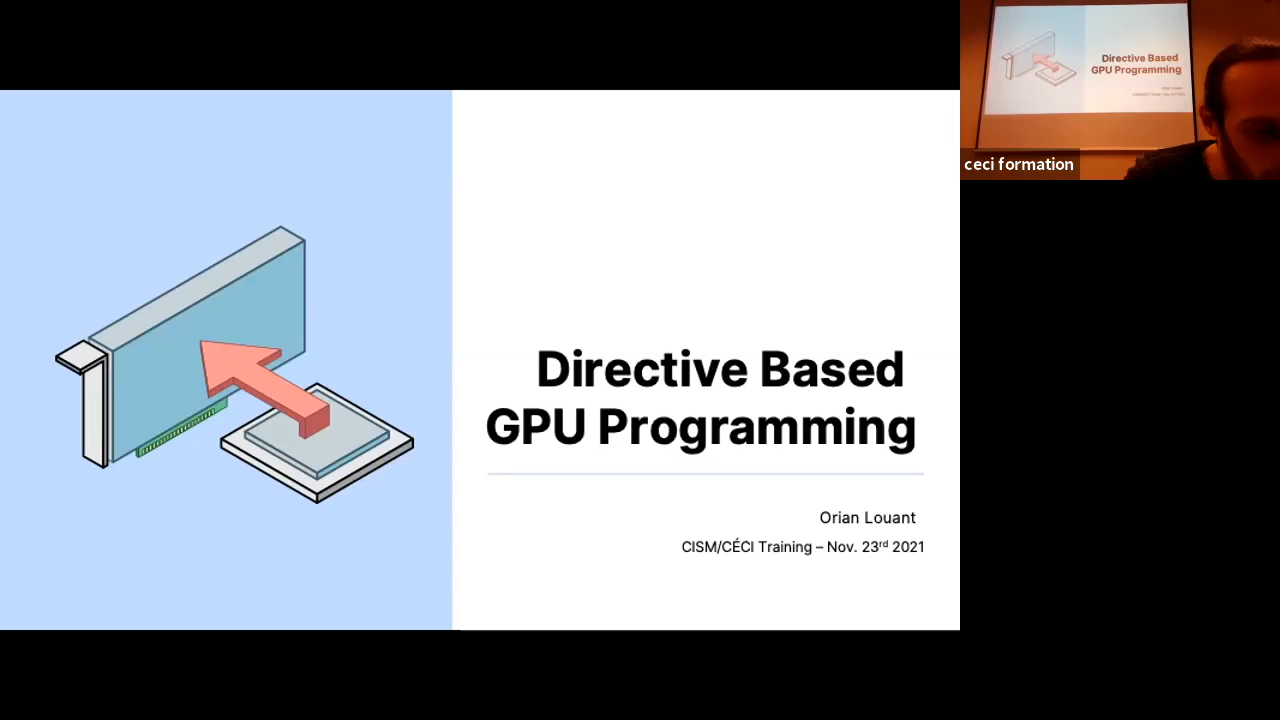 Directive Based
GPU Programming
Orian Louant
CISM/CÉCI Training – Nov. 23rd 2021
Directive Based
GPU Programming
ceci formation